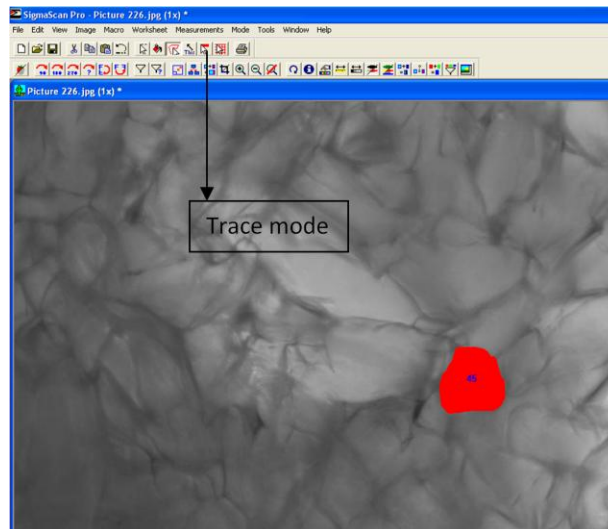 SigmaScan Pro - Picture 226.jpg (1x) *
File Edit View Image Macro Worksheet Measurements Mode Tools Window Help
Picture 226.jpg (1x) *
Trace mode
45